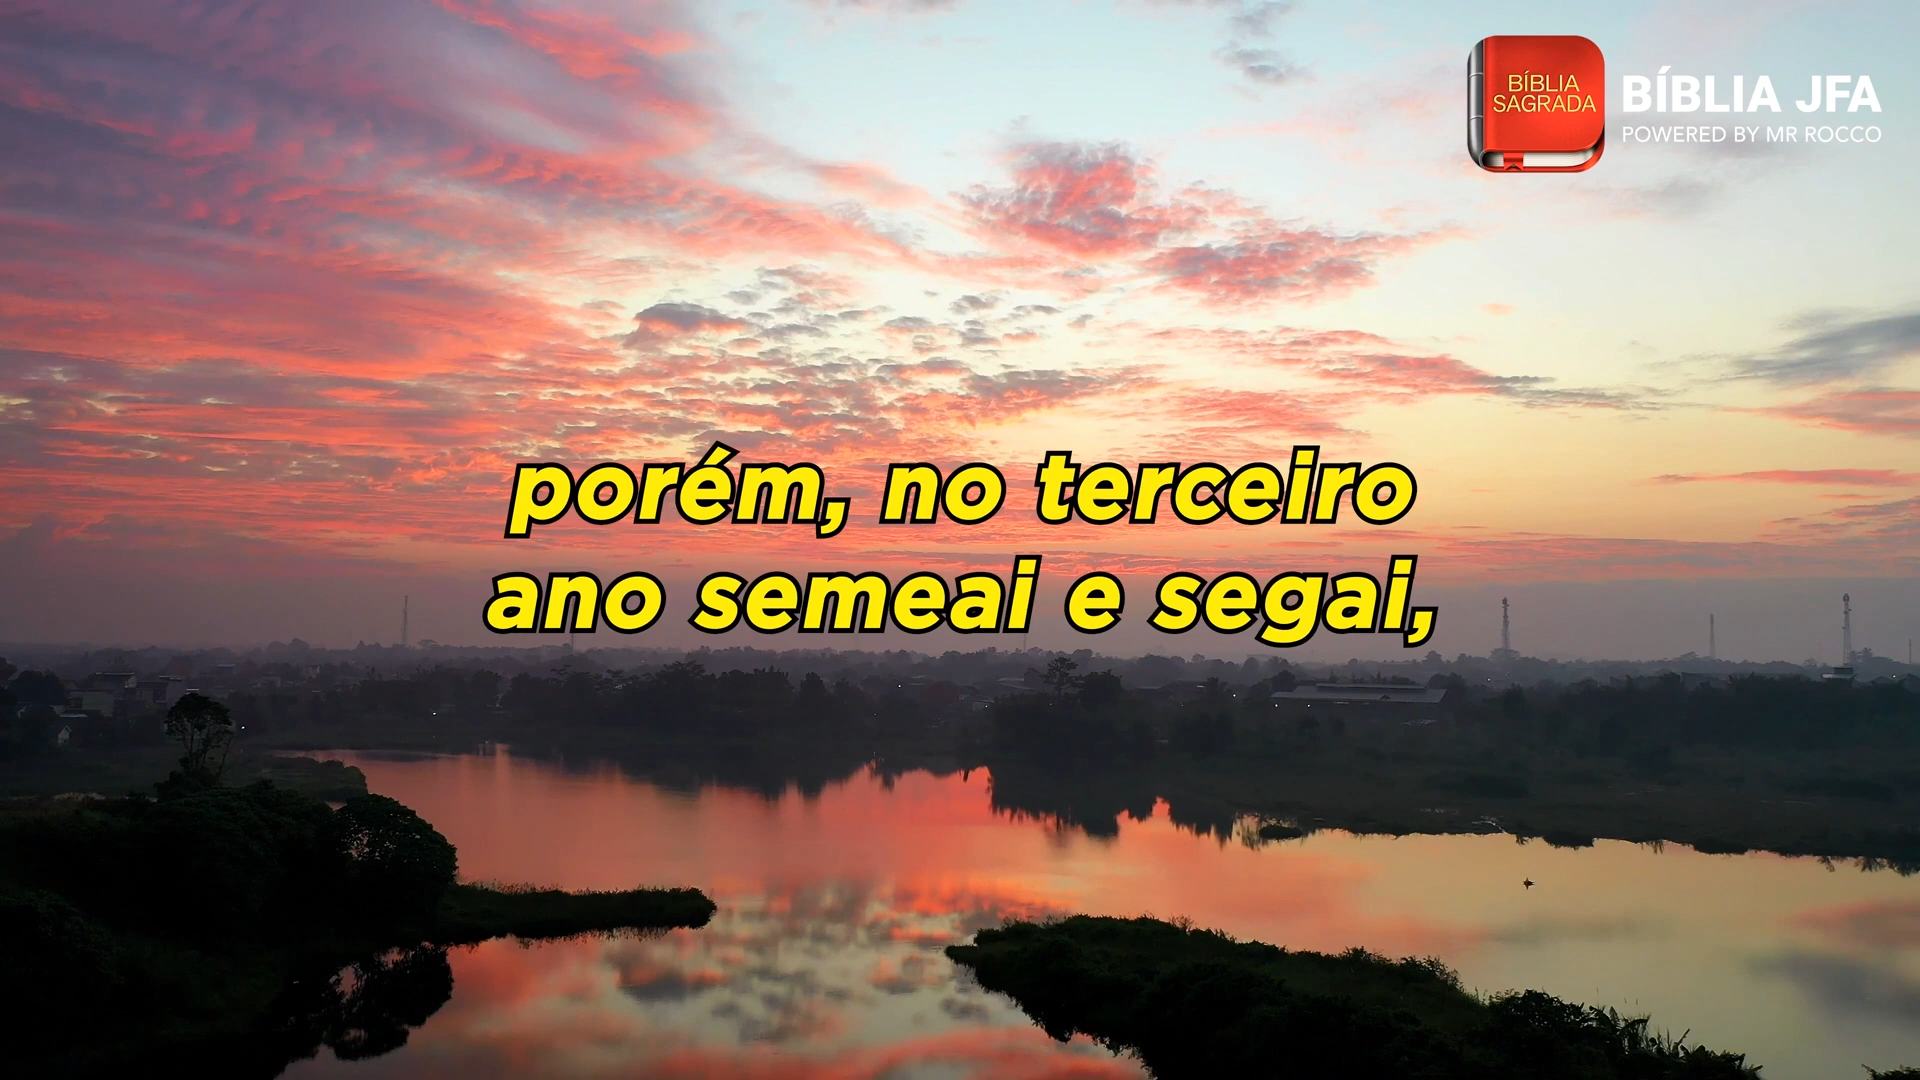 BÍBLIA
SAGRADA
BÍBLIA JFA
POWERED BY MR ROCCO
porém, no terceiro
ano semeai e segai,